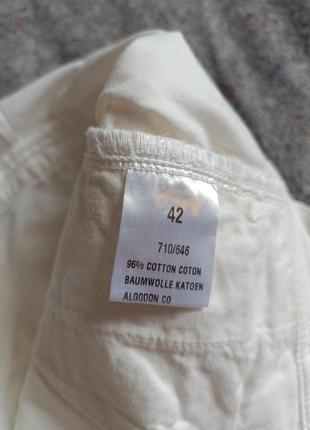 42
710/646
96% COTTON COTON
BAUMWOLLE KATOEN
ALGODON CO